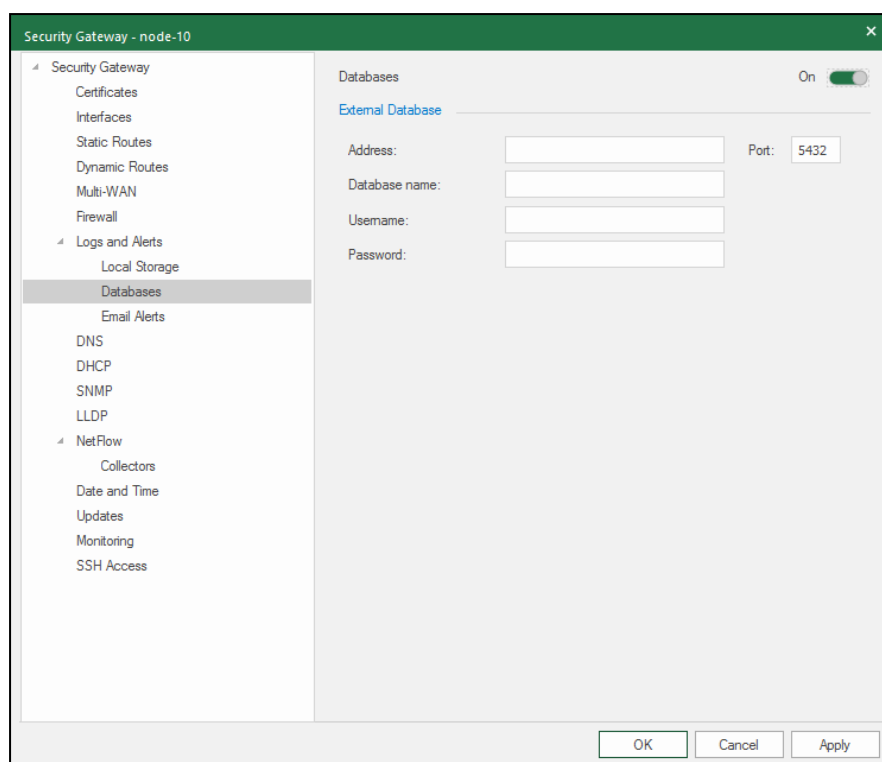 Security Gateway - node-10
Security Gateway
Certificates
Interfaces
Static Routes
Dynamic Routes
Multi-WAN
Firewall
Logs and Alerts
Local Storage
Databases
Email Alerts
DNS
DHCP
SNMP
LLDP
NetFlow
Collectors
Date and Time
Updates
Monitoring
SSH Access
Databases On
External Database
Address: Port: 5432
Database name:
Username:
Password:
OK Cancel Apply